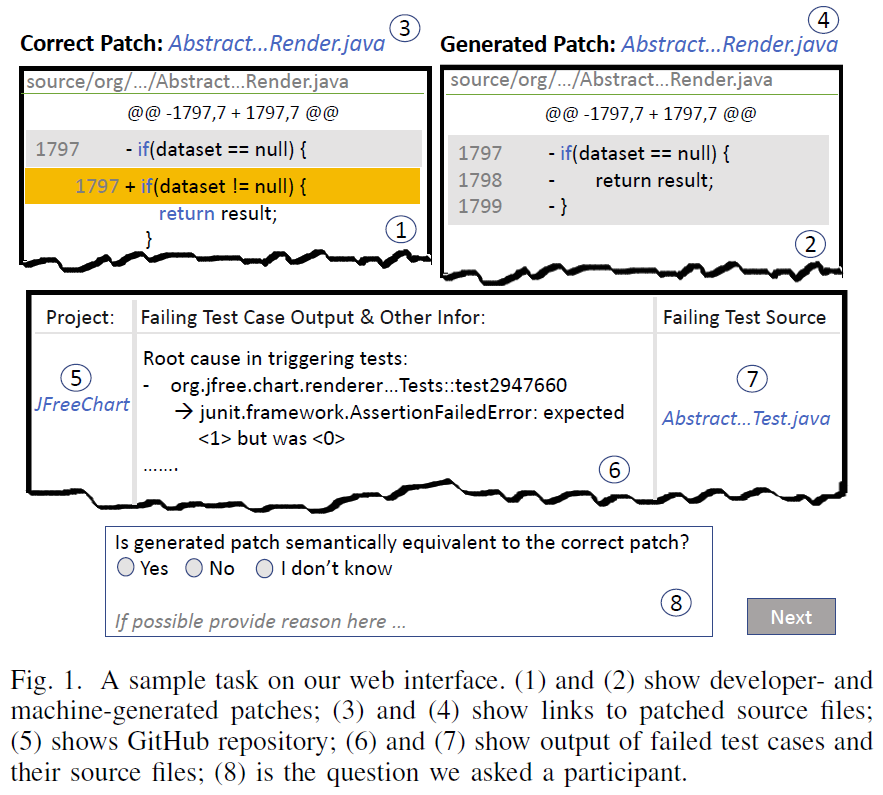 Correct Patch: Abstract...Render.java
3
Generated Patch: Abstract...Render.java
4
source/org/.../Abstract...Render.java
@@ -1797,7 + 1797,7 @@
1797 - if(dataset == null) {
1797 + if(dataset != null) {
return result;
}
1
source/org/.../Abstract...Render.java
@@ -1797,7 + 1797,7 @@
1797 - if(dataset == null) {
1798 - return result;
1799 - }
2
Project:
5
JFreeChart
Failing Test Case Output & Other Infor:
Root cause in triggering tests:
- org.jfree.chart.renderer...Tests::test2947660
→ junit.framework.AssertionFailedError: expected
<1> but was <0>
.......
6
Failing Test Source
7
Abstract...Test.java
Is generated patch semantically equivalent to the correct patch?
Yes No I don't know
If possible provide reason here ...
8
Next
Fig. 1. A sample task on our web interface. (1) and (2) show developer- and
machine-generated patches; (3) and (4) show links to patched source files;
(5) shows GitHub repository; (6) and (7) show output of failed test cases and
their source files; (8) is the question we asked a participant.